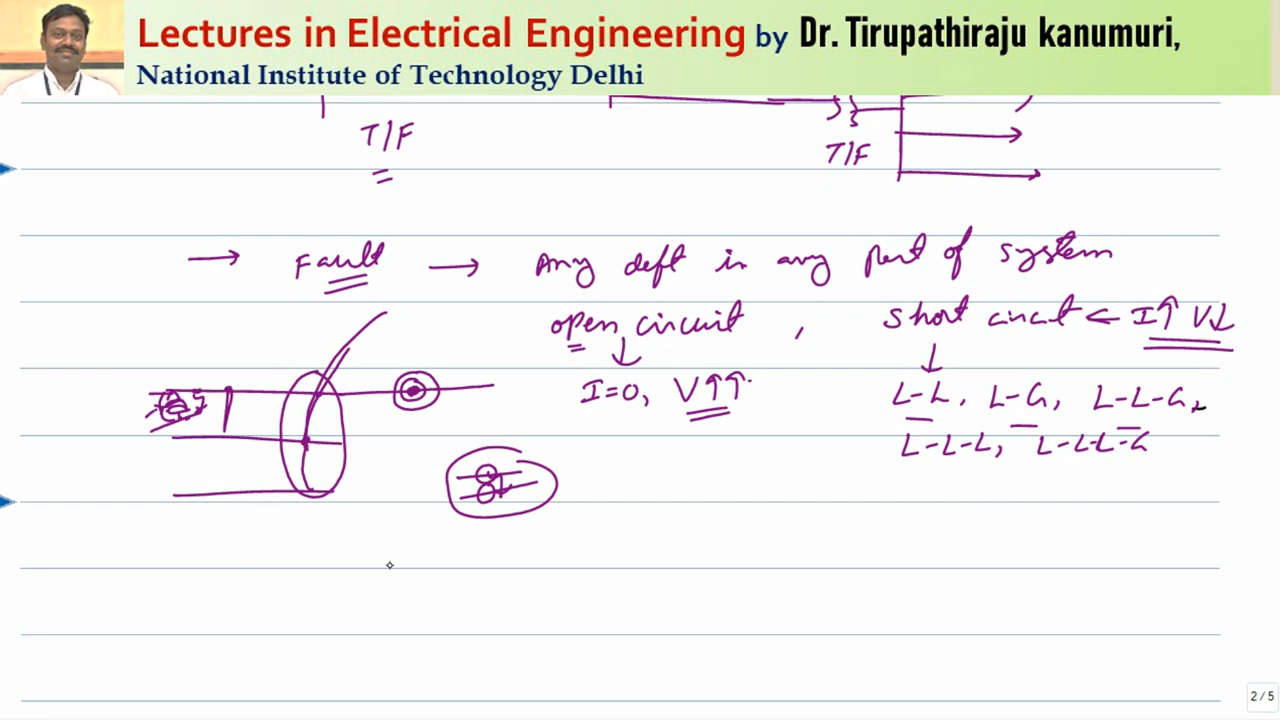 Lectures in Electrical Engineering by Dr. Tirupathiraju kanumuri,
National Institute of Technology Delhi
T/F
T/F
→ Fault → Any deft in any part of system
open circuit , short circuit ← I↑ V↓
I=0, V↑↑
L-L, L-G, L-L-G,
L-L-L, L-L-L-G
2/5